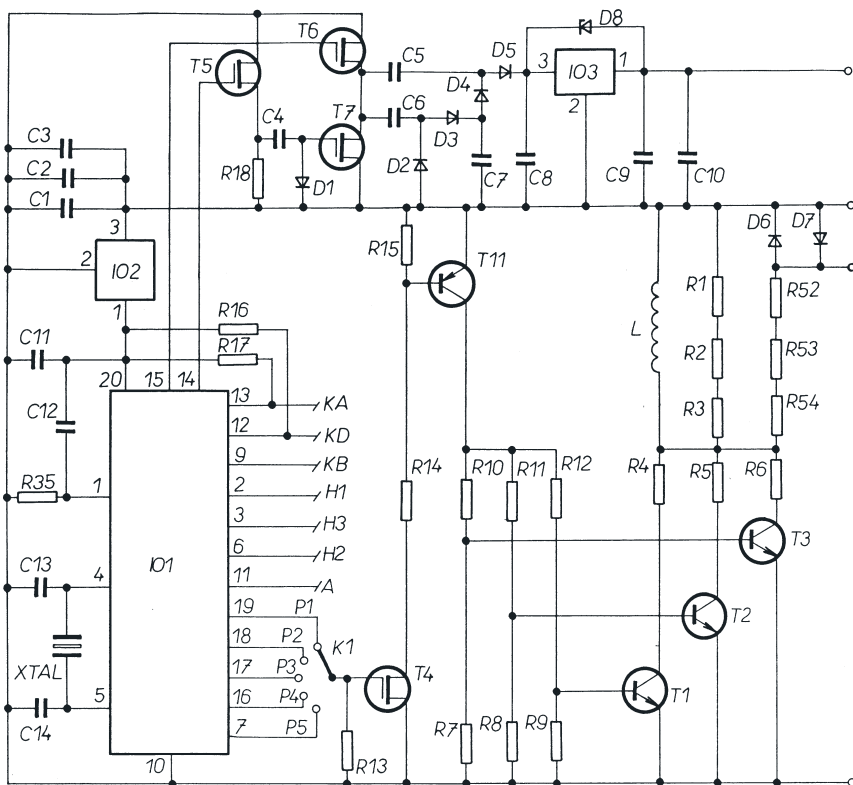 T6
D8
T5
C5
D5
3
IO3
1
D4
2
C4
T7
C6
D3
C3
C2
R18
D1
D2
C7
C8
C9
C10
C1
3
2
IO2
1
R15
T11
D6
D7
R16
R1
R52
L
C11
R17
R2
R53
20
15
14
13
KA
R3
R54
C12
12
KD
9
KB
R14
R10
R11
R12
R4
R5
R6
R35
1
2
H1
3
H3
T3
C13
4
IO1
6
H2
11
A
19
P1
T2
18
P2
K1
XTAL
17
P3
T4
16
P4
T1
C14
5
7
P5
R7
R8
R9
10
R13